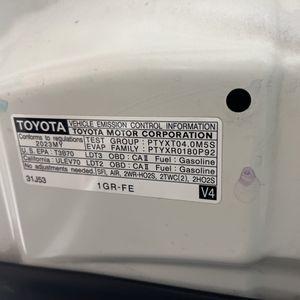 TOYOTA VEHICLE EMISSION CONTROL INFORMATION
TOYOTA MOTOR CORPORATION
Conforms to regulations TEST GROUP : PTYXT04.0M5S
2023MY EVAP FAMILY : PTYXR0180P92
U.S. EPA : T3B70 LDT3 OBD : CA II Fuel : Gasoline
California : ULEV70 LDT2 OBD : CA II Fuel : Gasoline
No adjustments needed. [SFI, AIR, 2WR-HO2S, 2TWC(2), 2HO2S]
31J53 1GR-FE V4